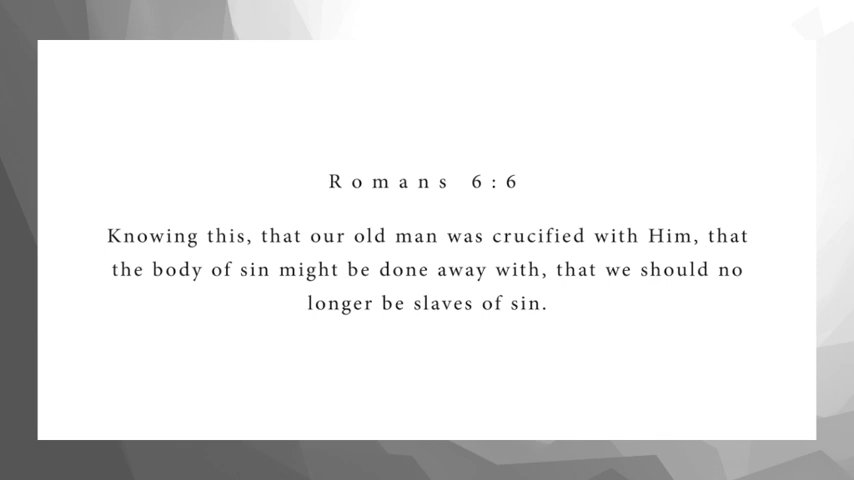 Romans 6:6
Knowing this, that our old man was crucified with Him, that
the body of sin might be done away with, that we should no
longer be slaves of sin.